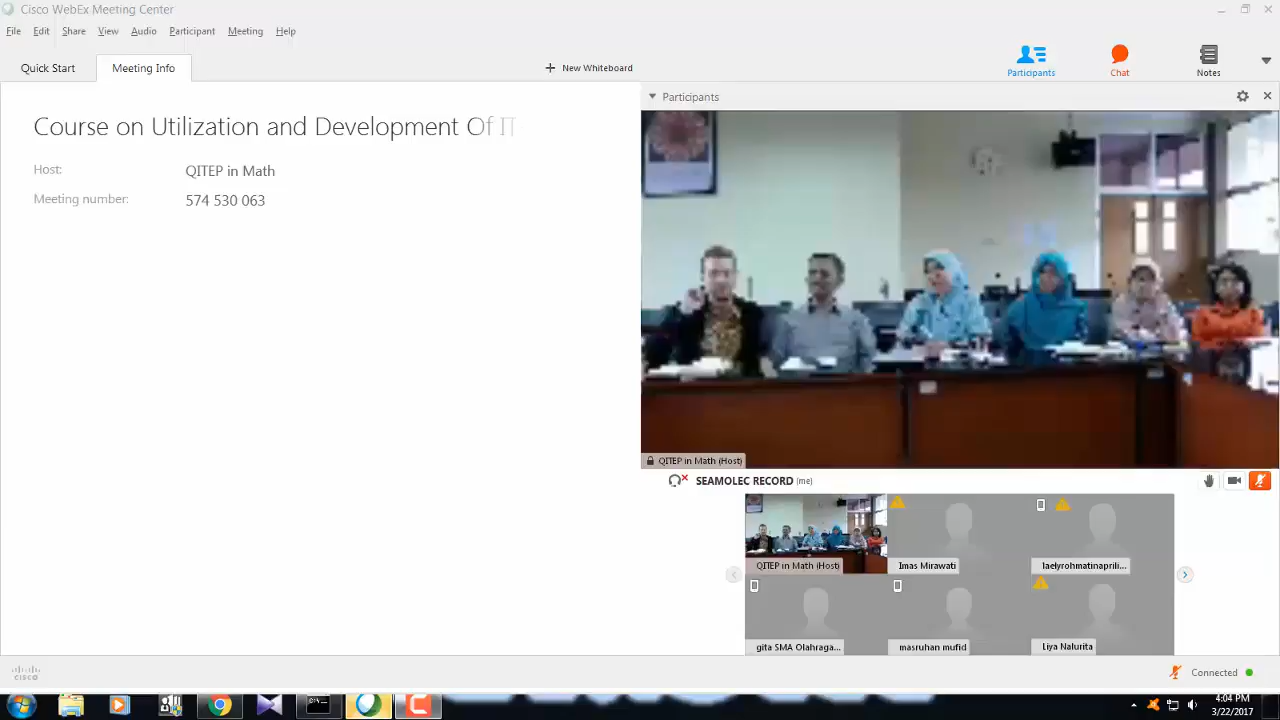 Cisco WebEx Meeting Center
File Edit Share View Audio Participant Meeting Help
Quick Start
Meeting Info
New Whiteboard
Participants
Chat
Notes
Participants
Course on Utilization and Development Of IT
Host:
QITEP in Math
Meeting number:
574 530 063
QITEP in Math (Host)
SEAMOLEC RECORD (me)
QITEP in Math (Host)
Imas Mirawati
laelyrohmatinaprili...
gita SMA Olahraga...
masruhan mufid
Liya Nalurita
cisco
Connected
4:04 PM
3/22/2017